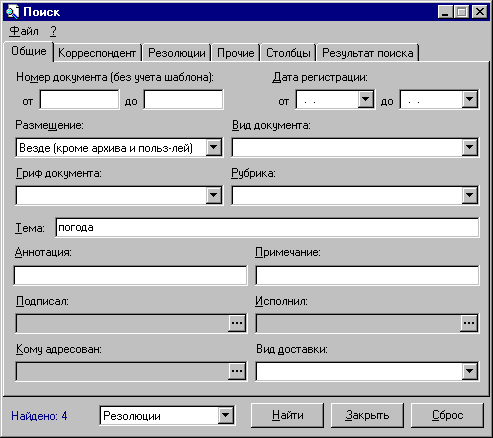 Поиск
Файл ?
Общие Корреспондент Резолюции Прочие Столбцы Результат поиска
Номер документа (без учета шаблона): Дата регистрации:
от до от . . до . .
Размещение: Вид документа:
Везде (кроме архива и польз-лей)
Гриф документа: Рубрика:
Тема: погода
Аннотация: Примечание:
Подписал: Исполнил:
... ...
Кому адресован: Вид доставки:
...
Найдено: 4 Резолюции Найти Закрыть Сброс